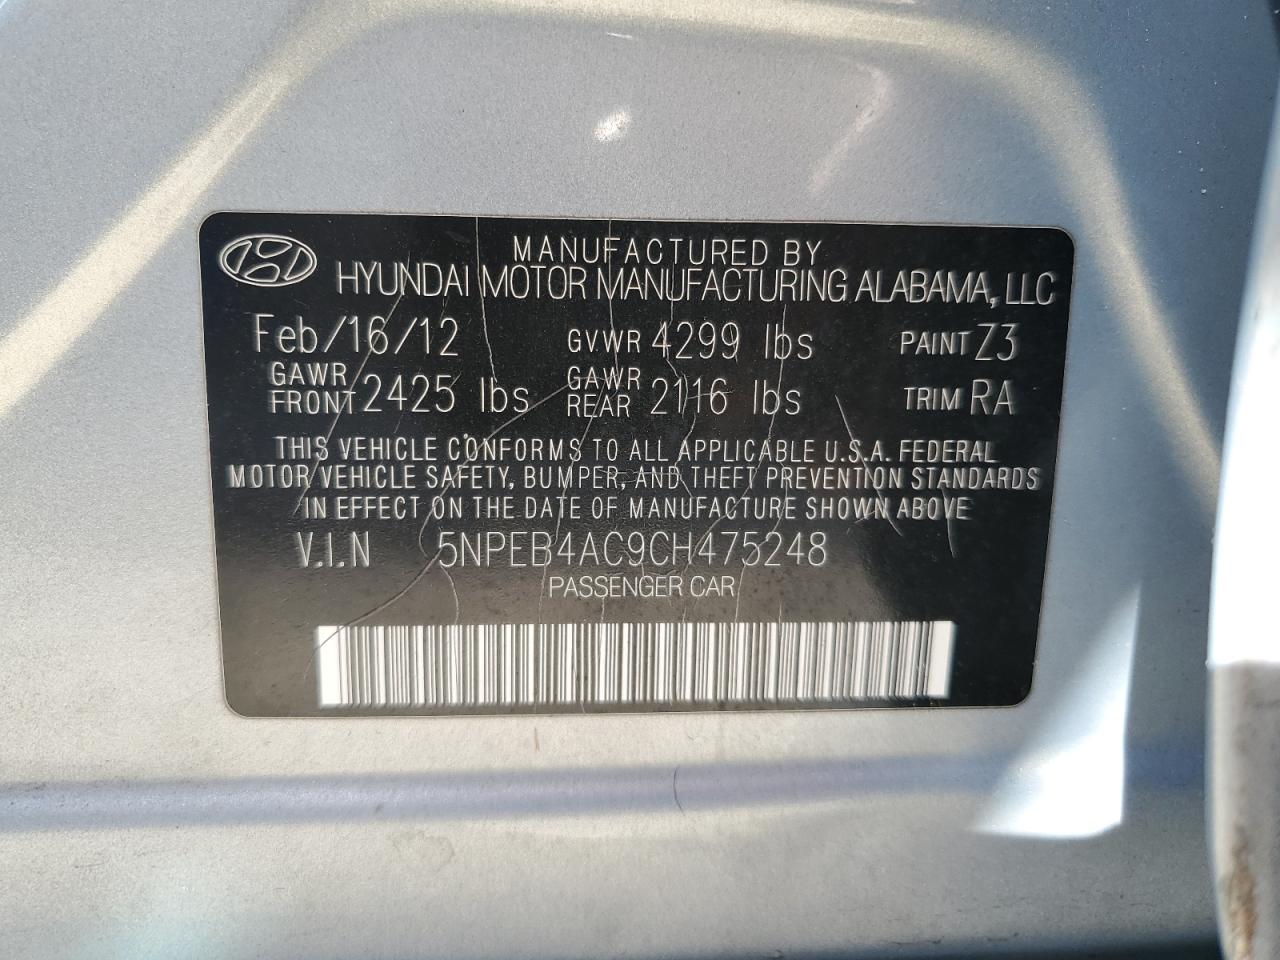 MANUFACTURED BY
HYUNDAI MOTOR MANUFACTURING ALABAMA, LLC
Feb/16/12 GVWR 4299 lbs PAINT Z3
GAWR FRONT 2425 lbs GAWR REAR 2116 lbs TRIM RA
THIS VEHICLE CONFORMS TO ALL APPLICABLE U.S.A. FEDERAL
MOTOR VEHICLE SAFETY, BUMPER, AND THEFT PREVENTION STANDARDS
IN EFFECT ON THE DATE OF MANUFACTURE SHOWN ABOVE
V.I.N 5NPEB4AC9CH475248
PASSENGER CAR